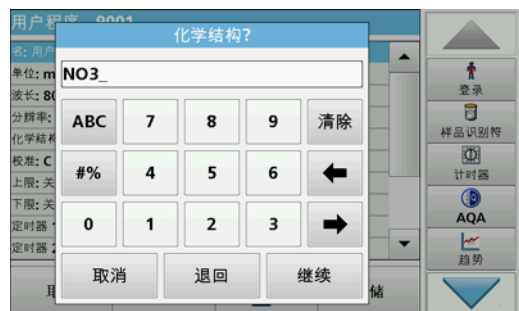 用户程序 9001
化学结构?
名: 用户
单位: m
NO3_
波长: 80
分辨率:
化学结构
校准: C
上限: 关
下限: 关
定时器 1
定时器 2
ABC 7 8 9 清除
#% 4 5 6
0 1 2 3
取消 退回 继续
储
登录
样品识别符
计时器
AQA
趋势